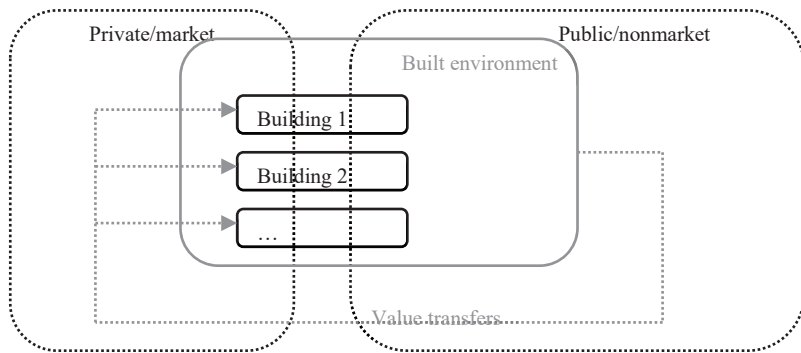 Private/market
Public/nonmarket
Built environment
Building 1
Building 2
…
Value transfers